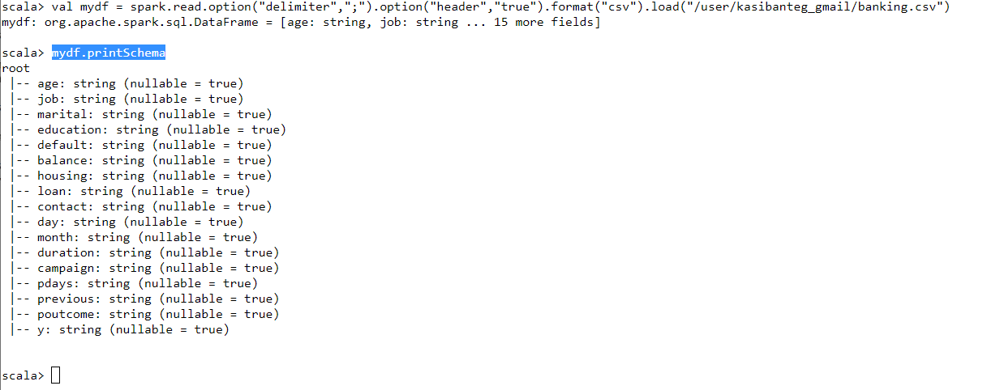 scala> val mydf = spark.read.option("delimiter",";").option("header","true").format("csv").load("/user/kasibanteg_gmail/banking.csv")
mydf: org.apache.spark.sql.DataFrame = [age: string, job: string ... 15 more fields]
scala> mydf.printSchema
root
|-- age: string (nullable = true)
|-- job: string (nullable = true)
|-- marital: string (nullable = true)
|-- education: string (nullable = true)
|-- default: string (nullable = true)
|-- balance: string (nullable = true)
|-- housing: string (nullable = true)
|-- loan: string (nullable = true)
|-- contact: string (nullable = true)
|-- day: string (nullable = true)
|-- month: string (nullable = true)
|-- duration: string (nullable = true)
|-- campaign: string (nullable = true)
|-- pdays: string (nullable = true)
|-- previous: string (nullable = true)
|-- poutcome: string (nullable = true)
|-- y: string (nullable = true)
scala>